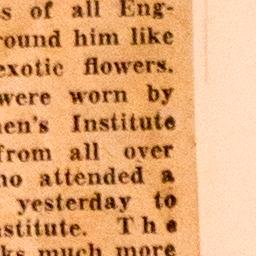 s of all Eng-
round him like
exotic flowers.
were worn by
en's Institute
from all over
ho attended a
yesterday to
stitute. The
ks much more